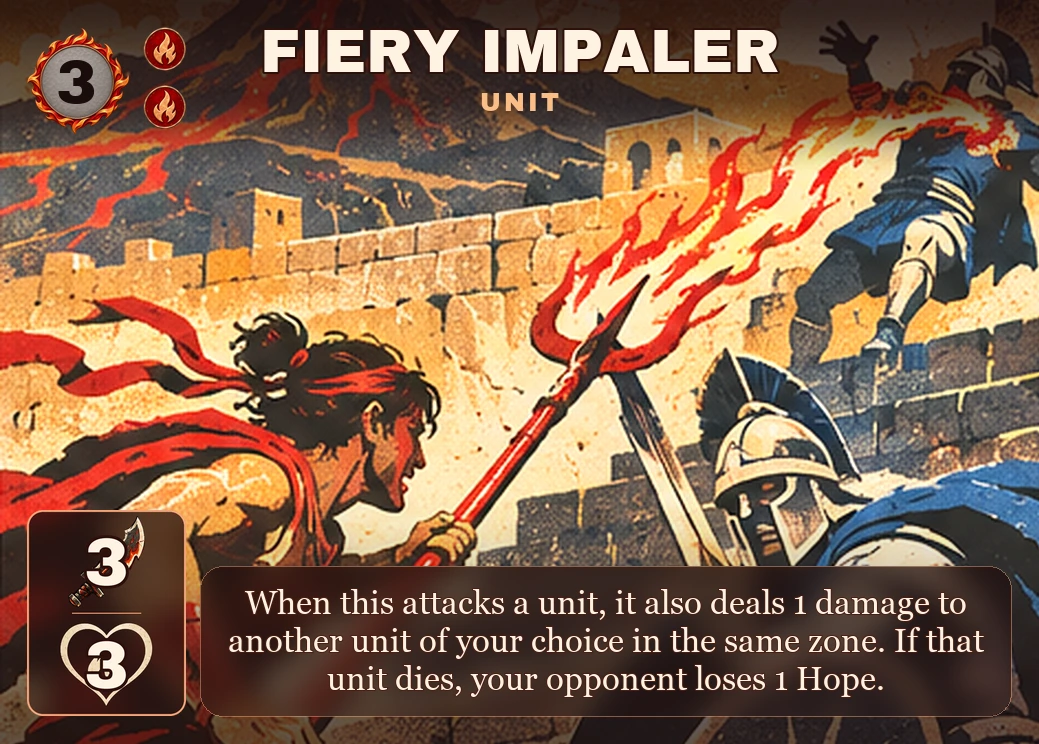 3
FIERY IMPALER
UNIT
3
3
When this attacks a unit, it also deals 1 damage to
another unit of your choice in the same zone. If that
unit dies, your opponent loses 1 Hope.